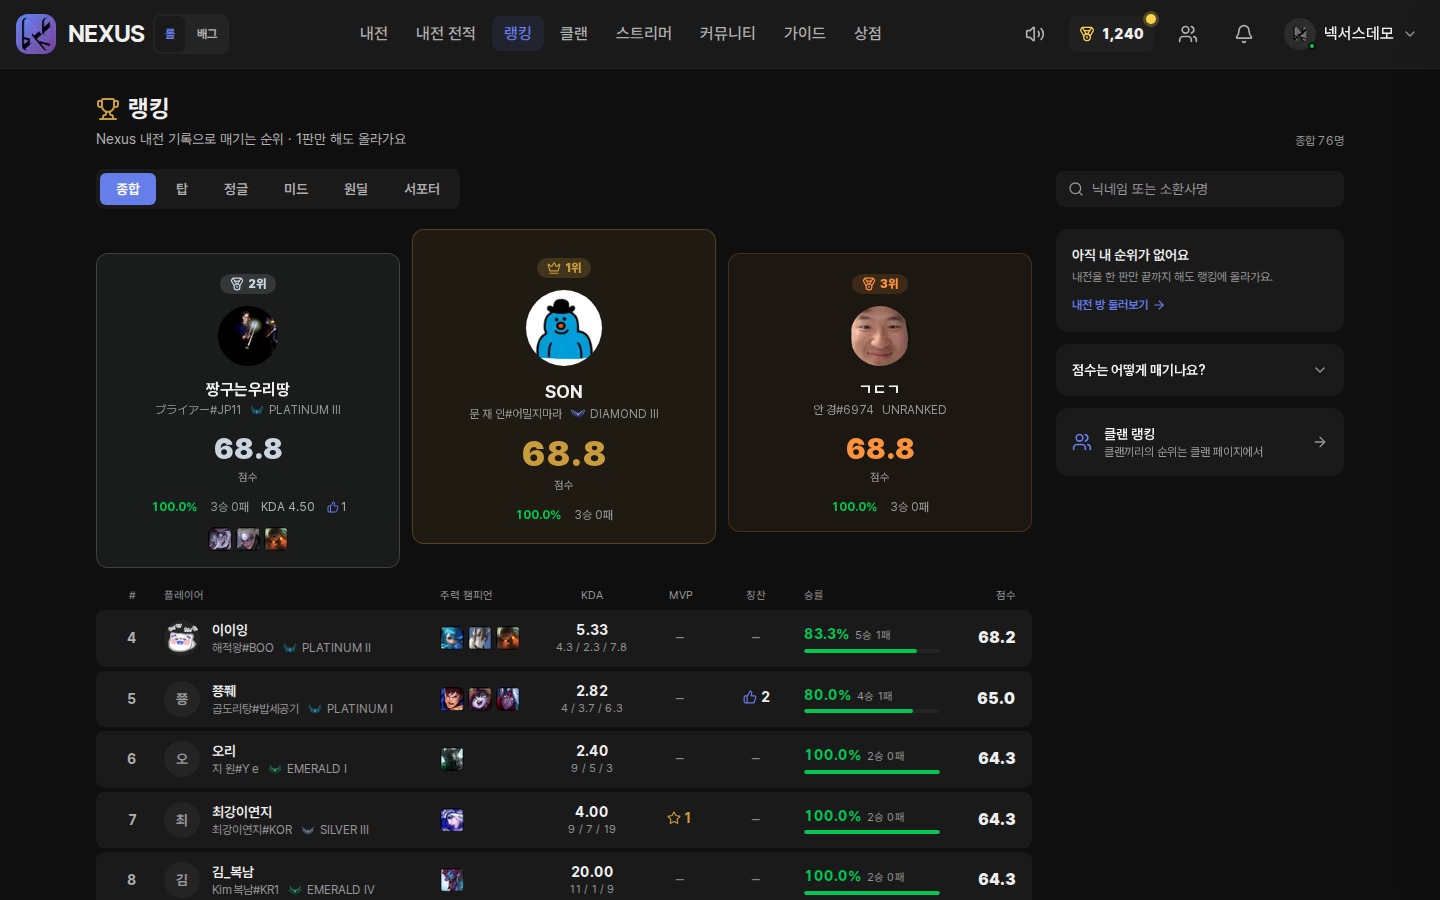 NEXUS 롤 배그 내전 내전 전적 랭킹 클랜 스트리머 커뮤니티 가이드 상점 1,240 넥서스데모
랭킹
Nexus 내전 기록으로 매기는 순위 · 1판만 해도 올라가요
종합 76명
종합 탑 정글 미드 원딜 서포터
닉네임 또는 소환사명
2위
짱구는우리땅
ブライアー#JP11 PLATINUM III
68.8
점수
100.0% 3승 0패 KDA 4.50 1
1위
SON
문 재 인#어밀지마라 DIAMOND III
68.8
점수
100.0% 3승 0패
3위
ㄱㄷㄱ
안 경#6974 UNRANKED
68.8
점수
100.0% 3승 0패
아직 내 순위가 없어요
내전을 한 판만 끝까지 해도 랭킹에 올라가요.
내전 방 둘러보기
점수는 어떻게 매기나요?
클랜 랭킹
클랜끼리의 순위는 클랜 페이지에서
# 플레이어 주력 챔피언 KDA MVP 칭찬 승률 점수
4 이이잉 5.33 – – 83.3% 5승 1패 68.2
해적왕#BOO PLATINUM II 4.3 / 2.3 / 7.8
5 쯍 쯍꿰 2.82 – 2 80.0% 4승 1패 65.0
곱도리탕#밥세공기 PLATINUM I 4 / 3.7 / 6.3
6 오 오리 2.40 – – 100.0% 2승 0패 64.3
지 원#Y e EMERALD I 9 / 5 / 3
7 최 최강이연지 4.00 1 – 100.0% 2승 0패 64.3
최강이연지#KOR SILVER III 9 / 7 / 19
8 김 김_복남 20.00 – – 100.0% 2승 0패 64.3
Kim복남#KR1 EMERALD IV 11 / 1 / 9